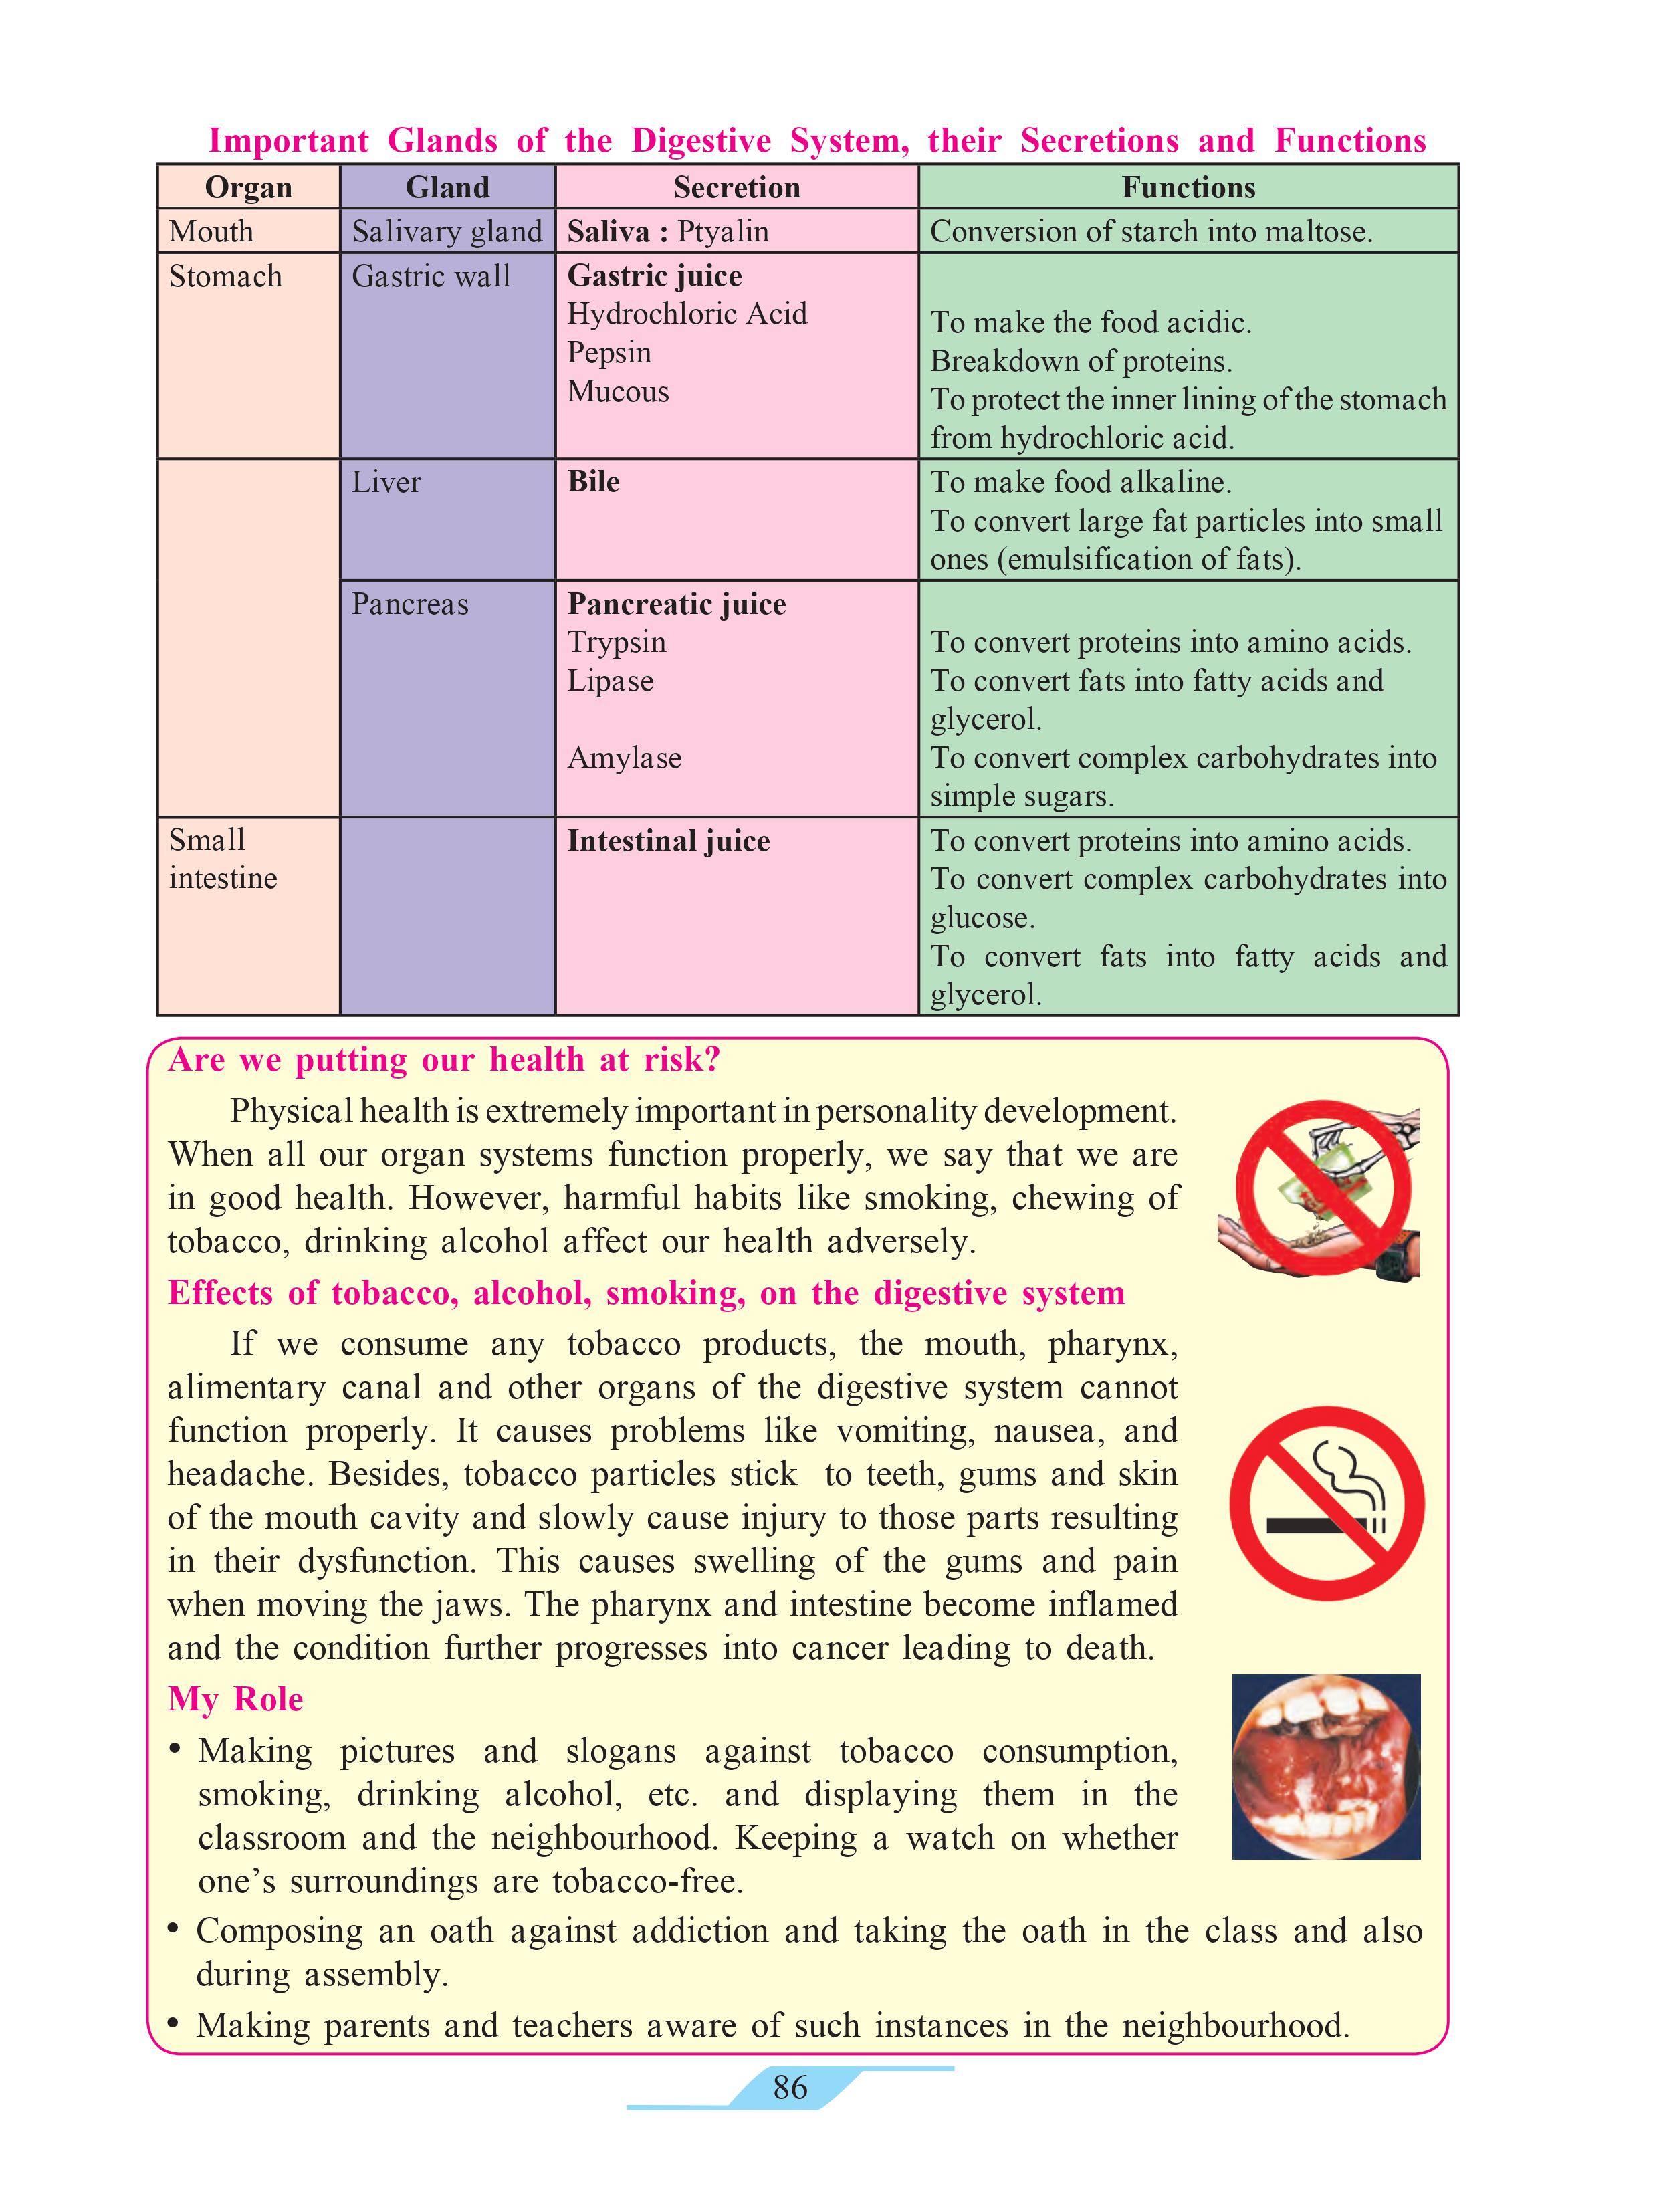 Important Glands of the Digestive System, their Secretions and Functions
Organ Gland Secretion Functions
Mouth Salivary gland Saliva : Ptyalin Conversion of starch into maltose.
Stomach Gastric wall Gastric juice
Hydrochloric Acid To make the food acidic.
Pepsin Breakdown of proteins.
Mucous To protect the inner lining of the stomach
from hydrochloric acid.
Liver Bile To make food alkaline.
To convert large fat particles into small
ones (emulsification of fats).
Pancreas Pancreatic juice
Trypsin To convert proteins into amino acids.
Lipase To convert fats into fatty acids and
glycerol.
Amylase To convert complex carbohydrates into
simple sugars.
Small Intestinal juice To convert proteins into amino acids.
intestine To convert complex carbohydrates into
glucose.
To convert fats into fatty acids and
glycerol.
Are we putting our health at risk?
Physical health is extremely important in personality development.
When all our organ systems function properly, we say that we are
in good health. However, harmful habits like smoking, chewing of
tobacco, drinking alcohol affect our health adversely.
Effects of tobacco, alcohol, smoking, on the digestive system
If we consume any tobacco products, the mouth, pharynx,
alimentary canal and other organs of the digestive system cannot
function properly. It causes problems like vomiting, nausea, and
headache. Besides, tobacco particles stick to teeth, gums and skin
of the mouth cavity and slowly cause injury to those parts resulting
in their dysfunction. This causes swelling of the gums and pain
when moving the jaws. The pharynx and intestine become inflamed
and the condition further progresses into cancer leading to death.
My Role
• Making pictures and slogans against tobacco consumption,
smoking, drinking alcohol, etc. and displaying them in the
classroom and the neighbourhood. Keeping a watch on whether
one’s surroundings are tobacco-free.
• Composing an oath against addiction and taking the oath in the class and also
during assembly.
• Making parents and teachers aware of such instances in the neighbourhood.
86